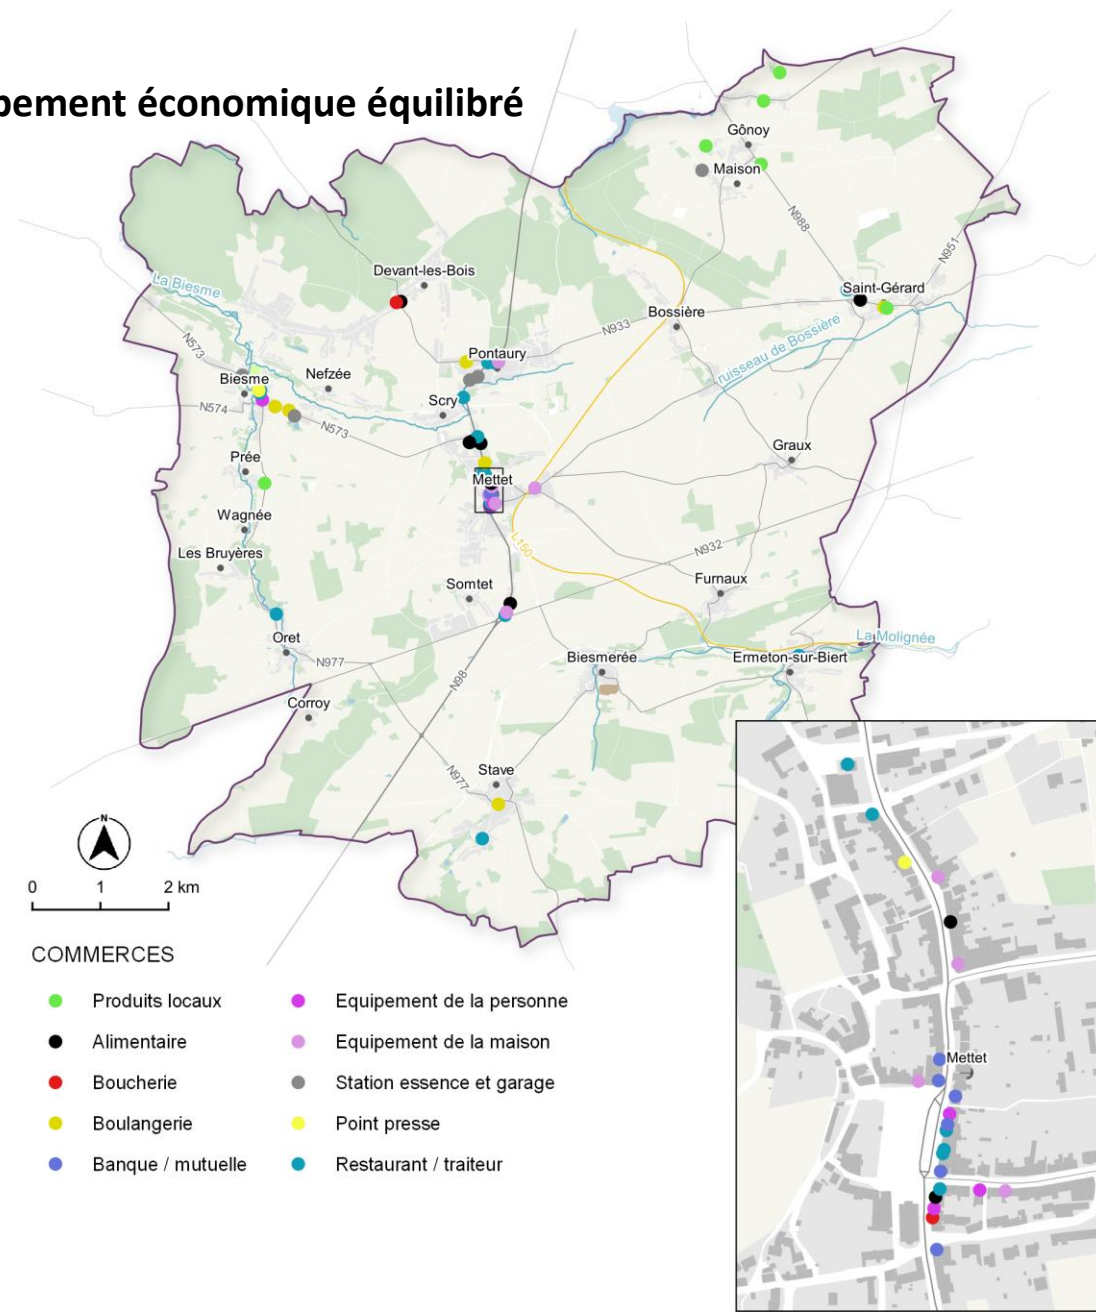 pement économique équilibré
Gônoy
Maison
N988
N951
Devant-les-Bois
La Biesme
Saint-Gérard
Bossière
N933
ruisseau de Bossière
N573
Pontaury
Nefzée
Biesme
Scry
N574
N573
Graux
Prée
Mettet
Wagnée
L150
N932
Les Bruyères
Somtet
Furnaux
La Molignée
Oret
N977
Biesmerée
Ermeton-sur-Biert
N98
Corroy
Stave
N977
N
0 1 2 km
COMMERCES
Produits locaux
Alimentaire
Boucherie
Boulangerie
Banque / mutuelle
Equipement de la personne
Equipement de la maison
Station essence et garage
Point presse
Restaurant / traiteur
Mettet